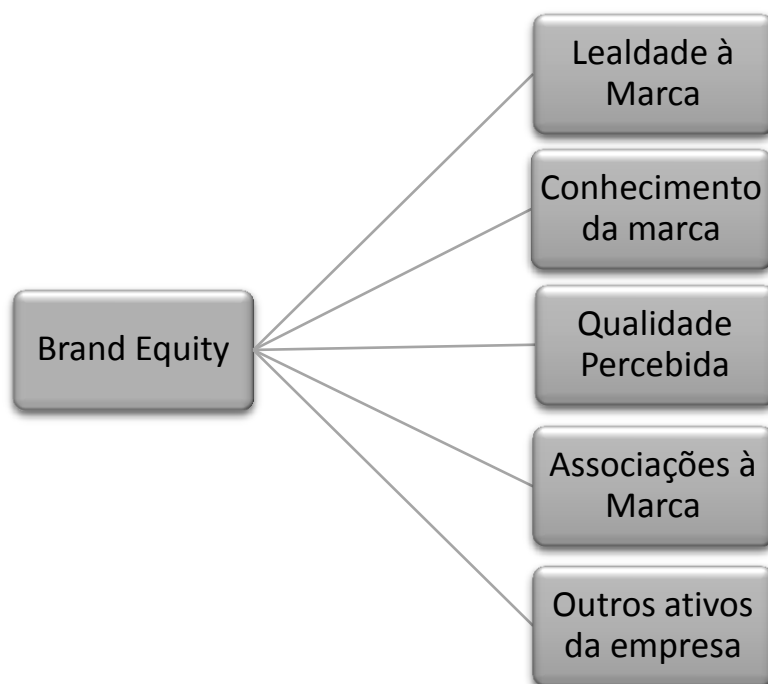 Lealdade à
Marca
Conhecimento
da marca
Brand Equity
Qualidade
Percebida
Associações à
Marca
Outros ativos
da empresa